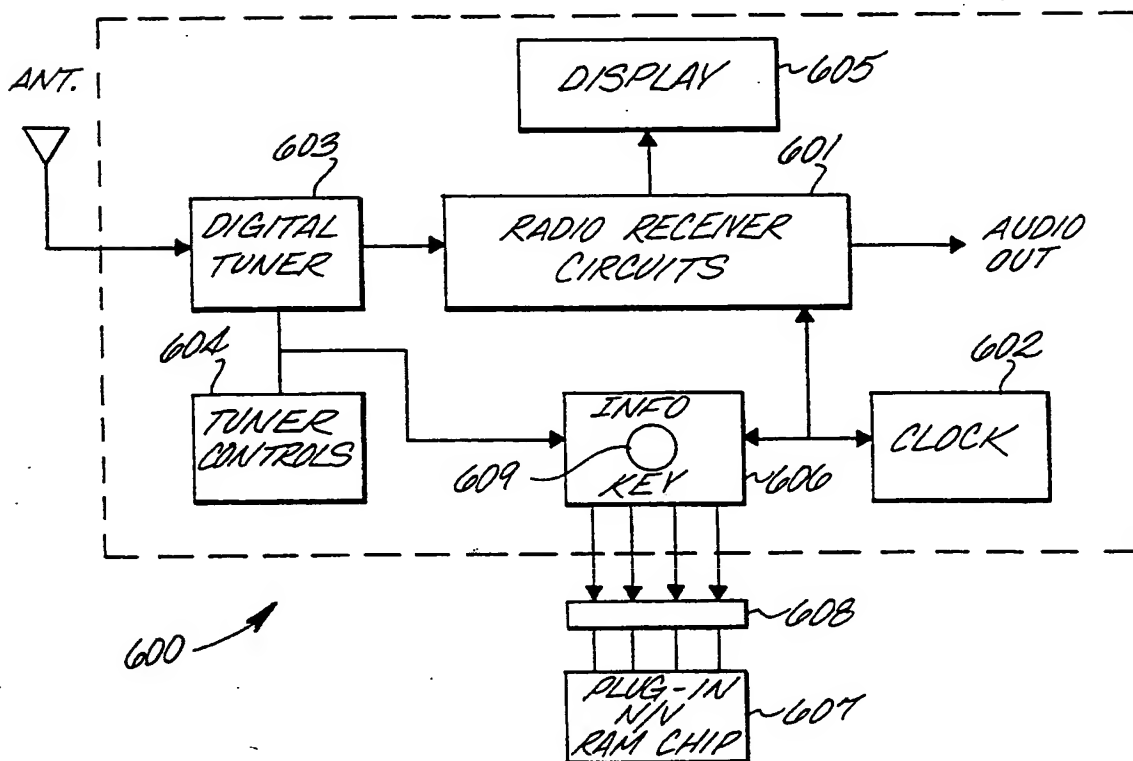 ANT.
DISPLAY
605
603
601
DIGITAL
TUNER
RADIO RECEIVER
CIRCUITS
AUDIO
OUT
604
602
TUNER
CONTROLS
INFO
KEY
609
606
CLOCK
608
600
PLUG-IN
N/V
RAM CHIP
607